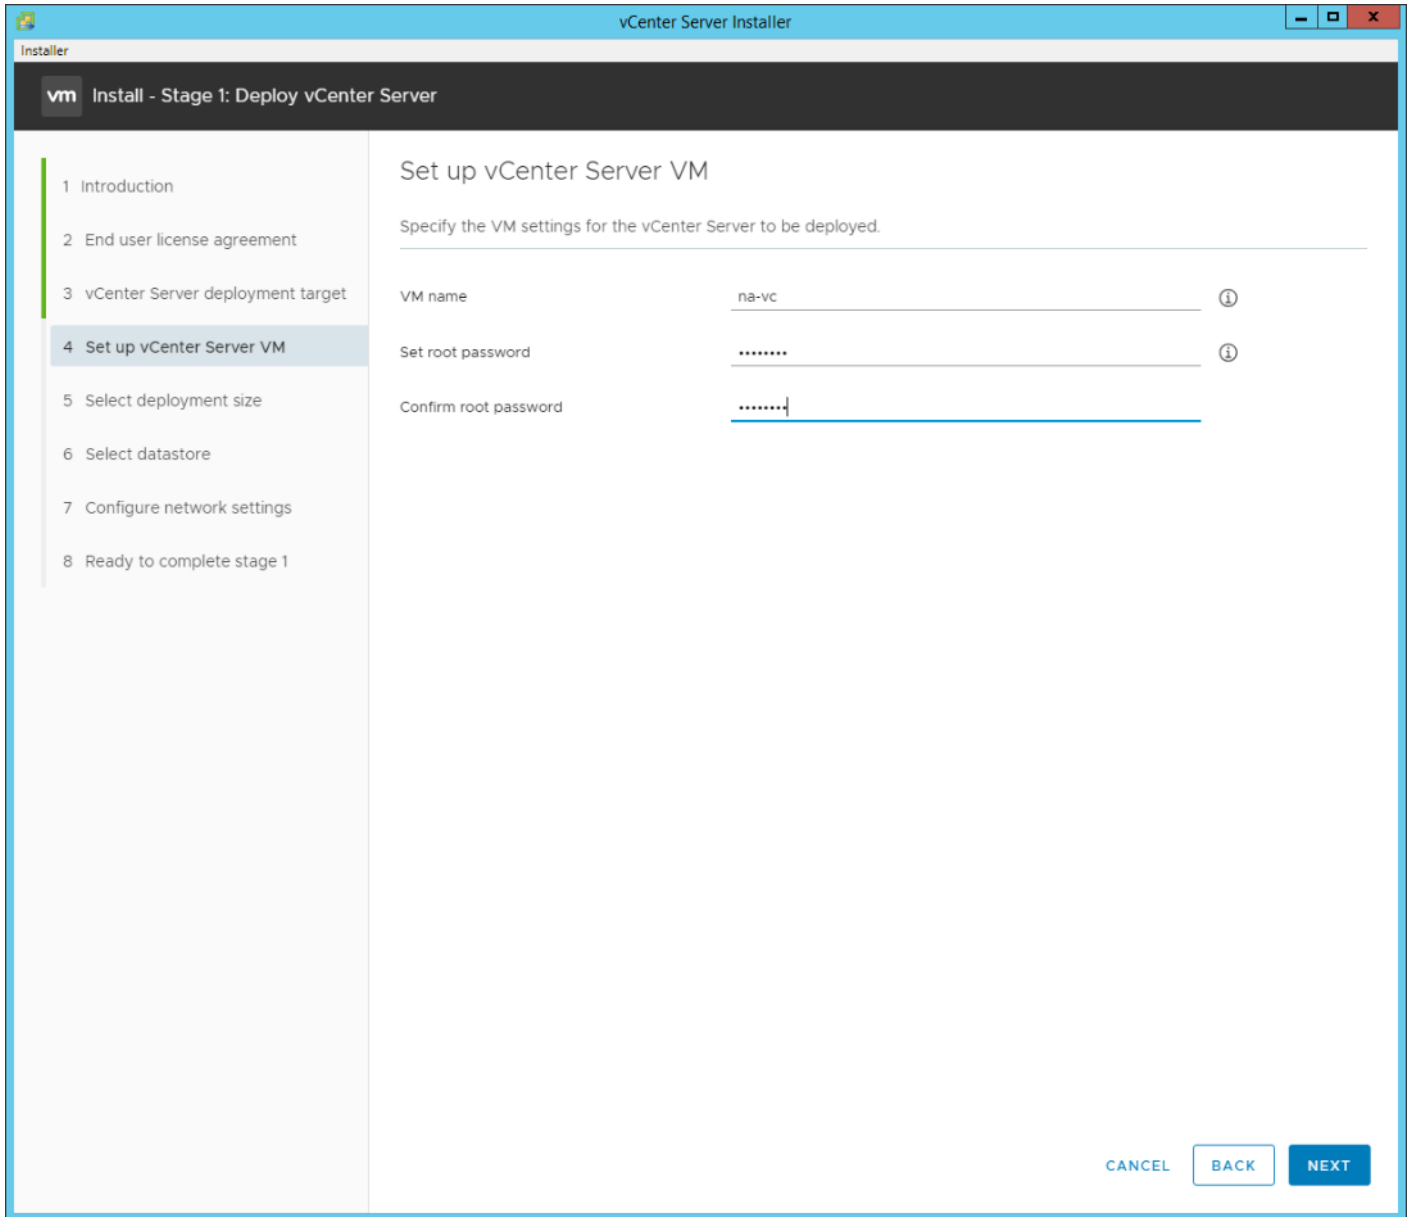 vCenter Server Installer
Installer
vm Install - Stage 1: Deploy vCenter Server
1 Introduction
2 End user license agreement
3 vCenter Server deployment target
4 Set up vCenter Server VM
5 Select deployment size
6 Select datastore
7 Configure network settings
8 Ready to complete stage 1
Set up vCenter Server VM
Specify the VM settings for the vCenter Server to be deployed.
VM name na-vc
Set root password ••••••••
Confirm root password ••••••••
CANCEL BACK NEXT